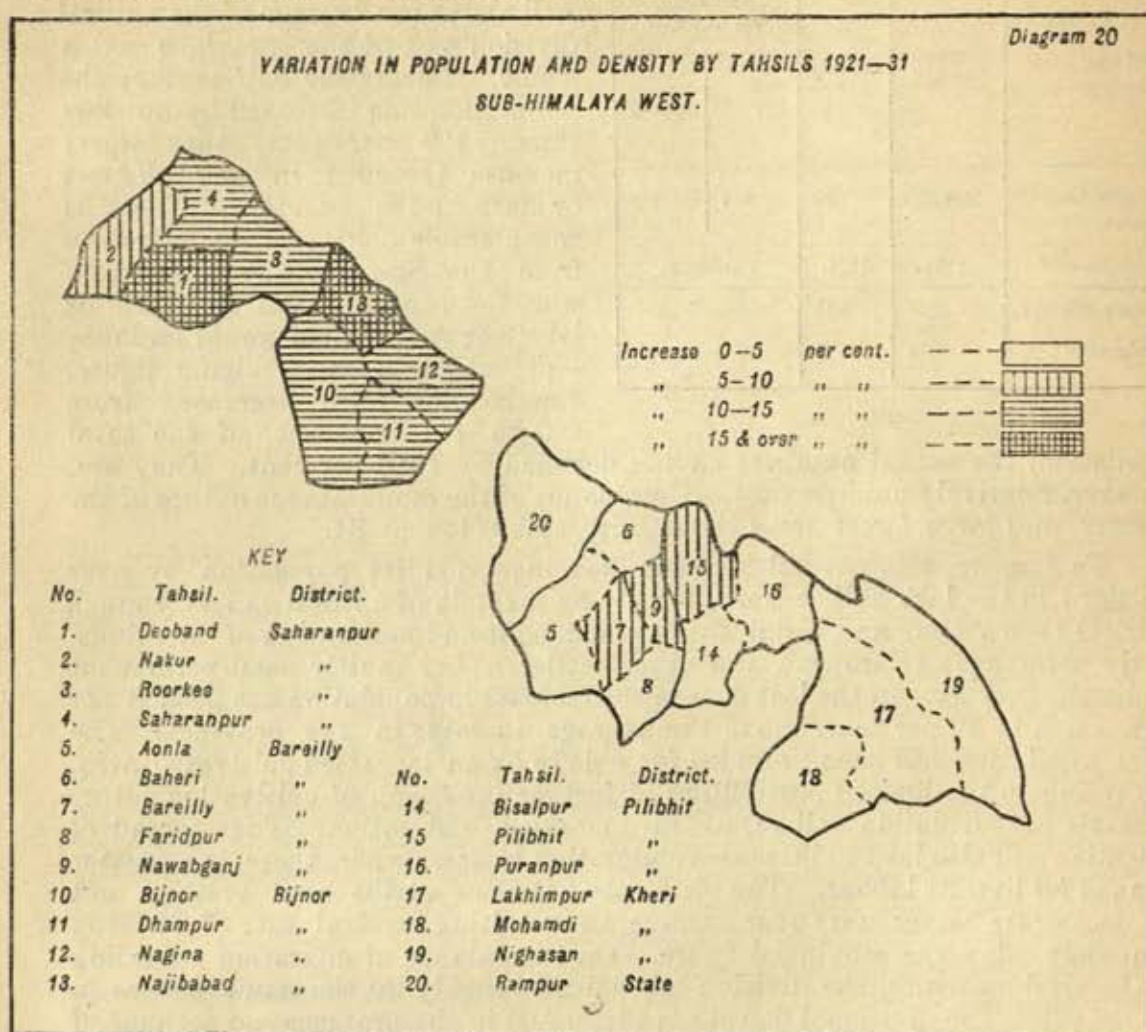 Diagram 20
VARIATION IN POPULATION AND DENSITY BY TAHSILS 1921—31
SUB-HIMALAYA WEST.
4
2
1
3
13
12
10
11
Increase 0—5 per cent.
„ 5-10 „ „
„ 10—15 „ „
„ 15 & over „ „
20
6
15
16
9
5
7
14
8
19
17
18
KEY
No. Tahsil. District.
1. Deoband Saharanpur
2. Nakur „
3. Roorkee „
4. Saharanpur „
5. Aonla Bareilly
6. Baheri „
7. Bareilly „
8 Faridpur „
9. Nawabganj „
10 Bijnor Bijnor
11 Dhampur „
12. Nagina „
13. Najibabad „
No. Tahsil. District.
14. Bisalpur Pilibhit
15 Pilibhit „
16. Puranpur „
17 Lakhimpur Kheri
18. Mohamdi „
19. Nighasan „
20. Rampur State